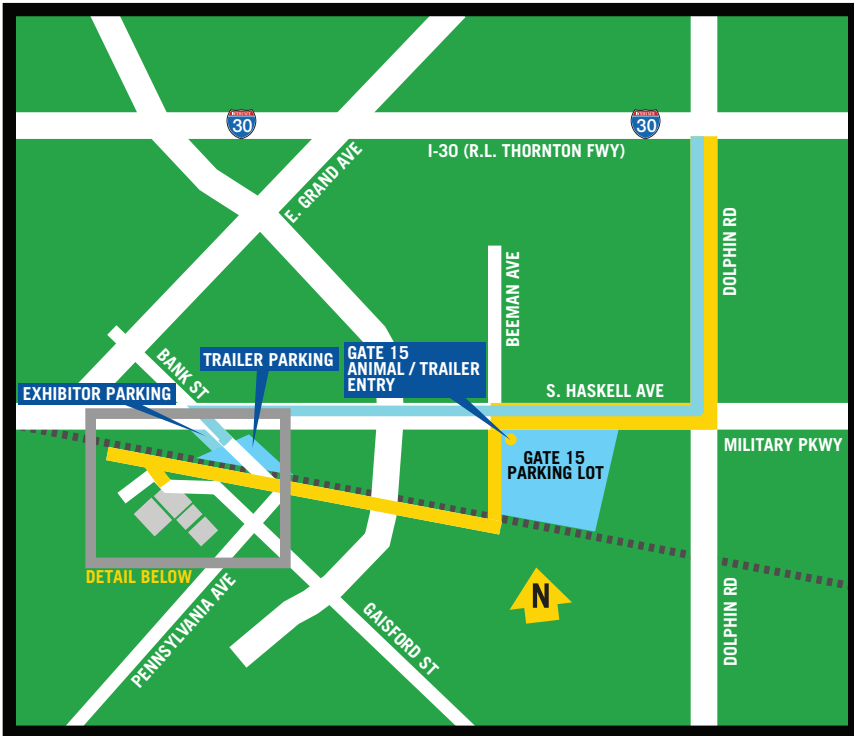 INTERSTATE
30
INTERSTATE
30
I-30 (R.L. THORNTON FWY)
E. GRAND AVE
DOLPHIN RD
BEEMAN AVE
BANK ST
TRAILER PARKING
GATE 15
ANIMAL / TRAILER
ENTRY
EXHIBITOR PARKING
S. HASKELL AVE
MILITARY PKWY
GATE 15
PARKING LOT
DETAIL BELOW
N
PENNSYLVANIA AVE
GAISFORD ST
DOLPHIN RD